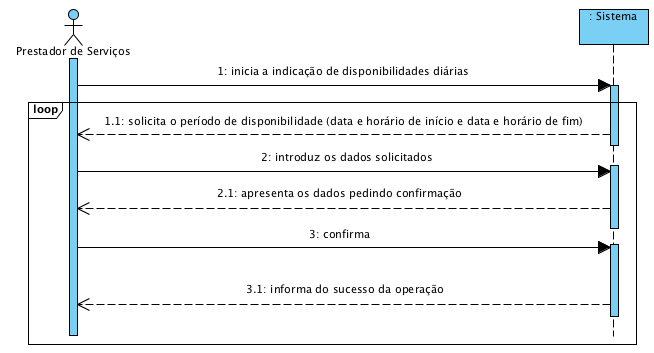 : Sistema
Prestador de Serviços
1: inicia a indicação de disponibilidades diárias
loop
1.1: solicita o período de disponibilidade (data e horário de início e data e horário de fim)
2: introduz os dados solicitados
2.1: apresenta os dados pedindo confirmação
3: confirma
3.1: informa do sucesso da operação